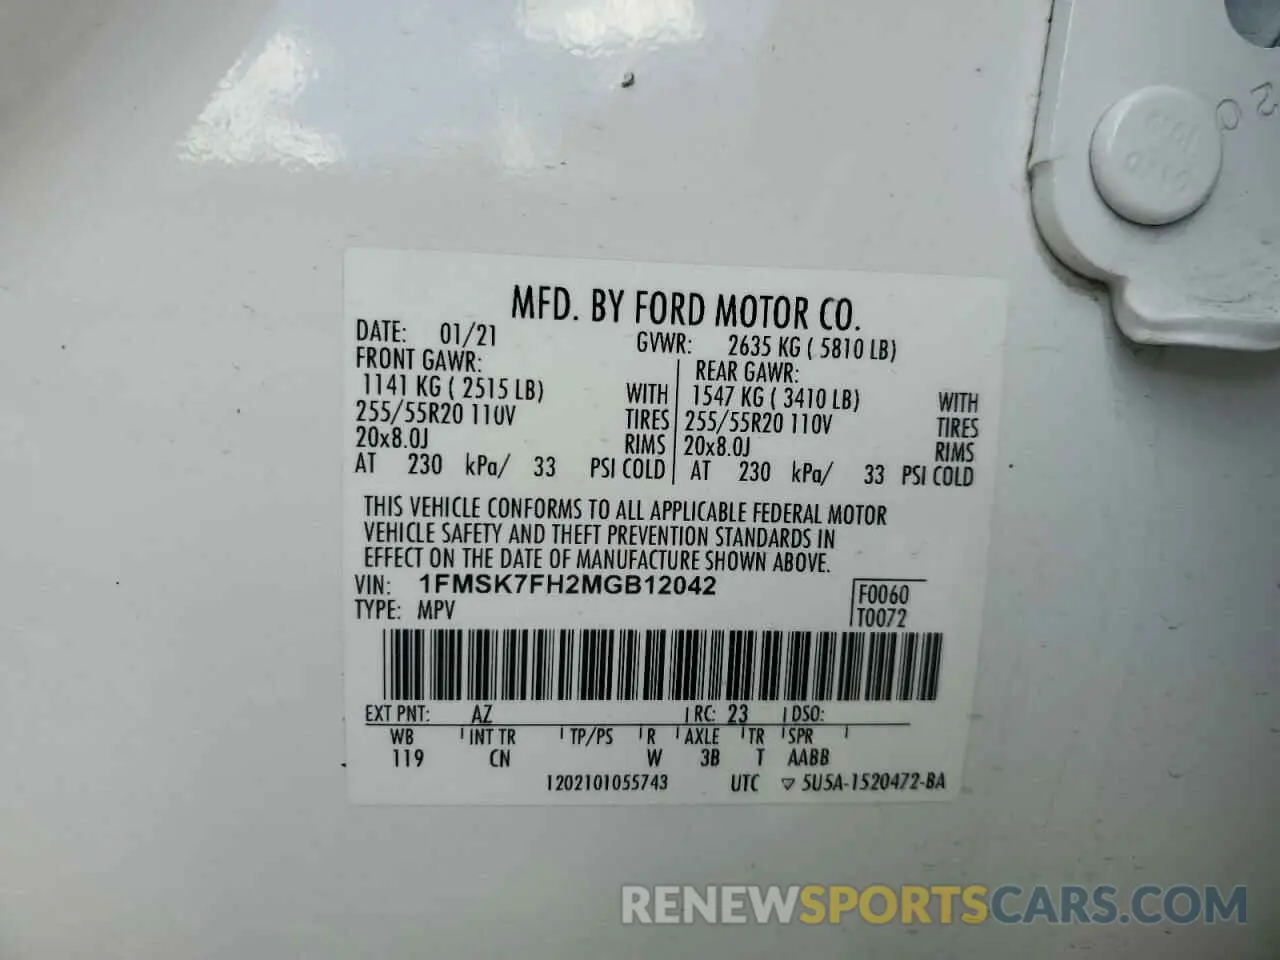 MFD. BY FORD MOTOR CO.
DATE: 01/21 GVWR: 2635 KG ( 5810 LB)
FRONT GAWR: REAR GAWR:
1141 KG ( 2515 LB) WITH 1547 KG ( 3410 LB) WITH
255/55R20 110V TIRES 255/55R20 110V TIRES
20x8.0J RIMS 20x8.0J RIMS
AT 230 kPa/ 33 PSI COLD AT 230 kPa/ 33 PSI COLD
THIS VEHICLE CONFORMS TO ALL APPLICABLE FEDERAL MOTOR
VEHICLE SAFETY AND THEFT PREVENTION STANDARDS IN
EFFECT ON THE DATE OF MANUFACTURE SHOWN ABOVE.
VIN: 1FMSK7FH2MGB12042 F0060
TYPE: MPV T0072
EXT PNT: AZ RC: 23 DSO:
WB INT TR TP/PS R AXLE TR SPR
119 CN W 3B T AABB
1202101055743 UTC ▽ 5U5A-1520472-BA
RENEWSPORTSCARS.COM